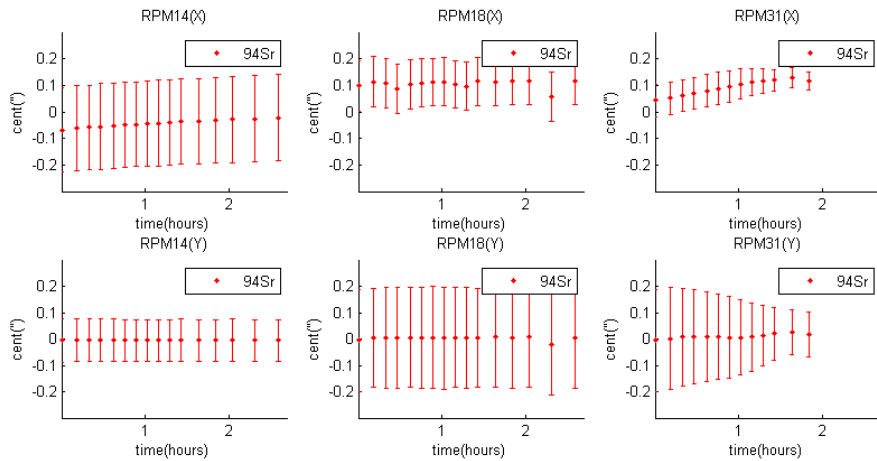 RPM14(X) RPM18(X) RPM31(X)
94Sr 94Sr 94Sr
0.2 0.2 0.2
0.1 0.1 0.1
cent(") 0 cent(") 0 cent(") 0
-0.1 -0.1 -0.1
-0.2 -0.2 -0.2
1 2 1 2 1 2
time(hours) time(hours) time(hours)
RPM14(Y) RPM18(Y) RPM31(Y)
94Sr 94Sr 94Sr
0.2 0.2 0.2
0.1 0.1 0.1
cent(") 0 cent(") 0 cent(") 0
-0.1 -0.1 -0.1
-0.2 -0.2 -0.2
1 2 1 2 1 2
time(hours) time(hours) time(hours)